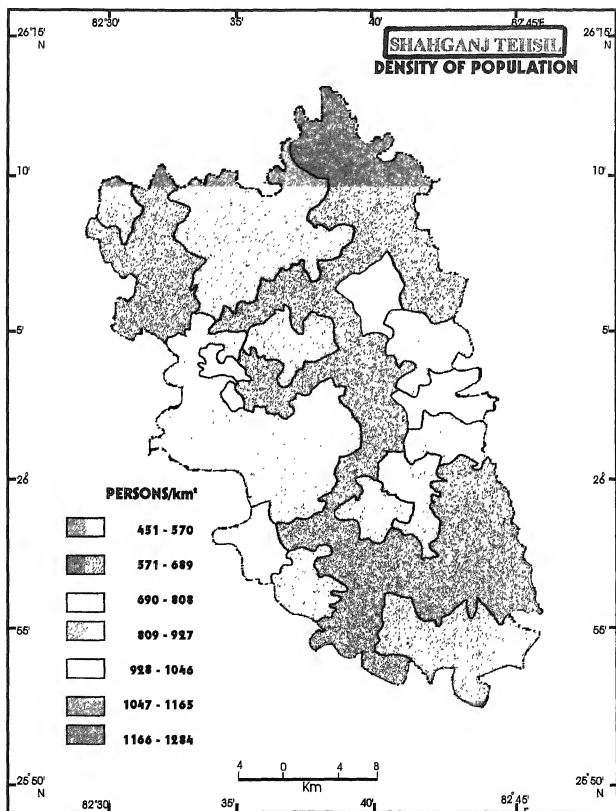 82°30 35' 40' 82°45'E
26°15' N
26°15' N
SHAHGANJ TEHSIL
DENSITY OF POPULATION
10' 10'
5' 5'
26 26
PERSONS/km²
451 - 570
571 - 689
690 - 808
809 - 927
928 - 1046
1047 - 1165
1166 - 1284
55' 55'
4 0 4 8
Km
25°50' N
25°50' N
82°30 35' 40' 82°45' E